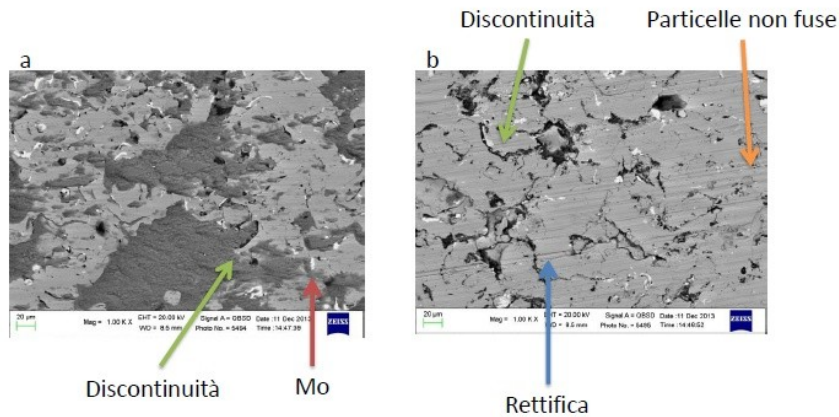 Discontinuità
Particelle non fuse
a
b
20 µm
Mag = 1.00 K X
EHT = 20.00 kV
WD = 8.5 mm
Signal A = QBSD
Photo No. = 5494
Date :11 Dec 2013
Time :14:47:39
ZEISS
20 µm
Mag = 1.00 K X
EHT = 20.00 kV
WD = 8.5 mm
Signal A = QBSD
Photo No. = 5495
Date :11 Dec 2013
Time :14:48:52
ZEISS
Discontinuità
Mo
Rettifica